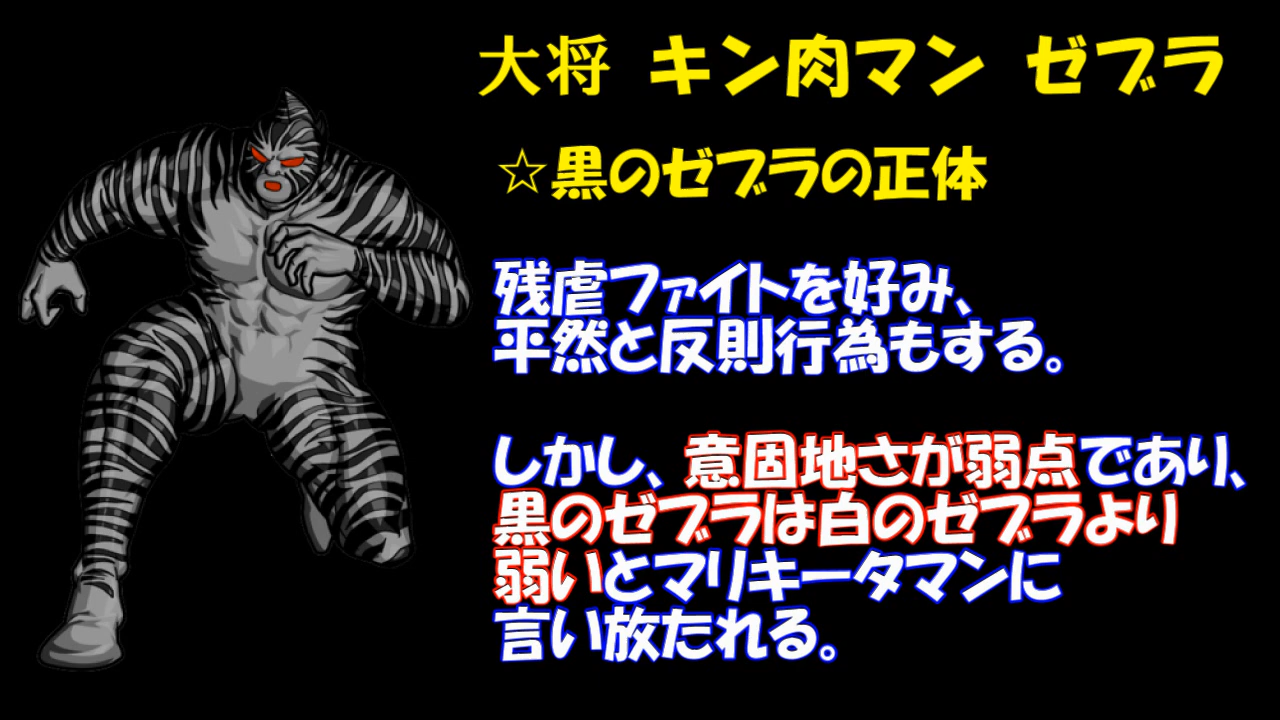 大将 キン肉マン ゼブラ
☆黒のゼブラの正体
残虐ファイトを好み、
平然と反則行為もする。
しかし、意固地さが弱点であり、
黒のゼブラは白のゼブラより
弱いとマリキータマンに
言い放たれる。